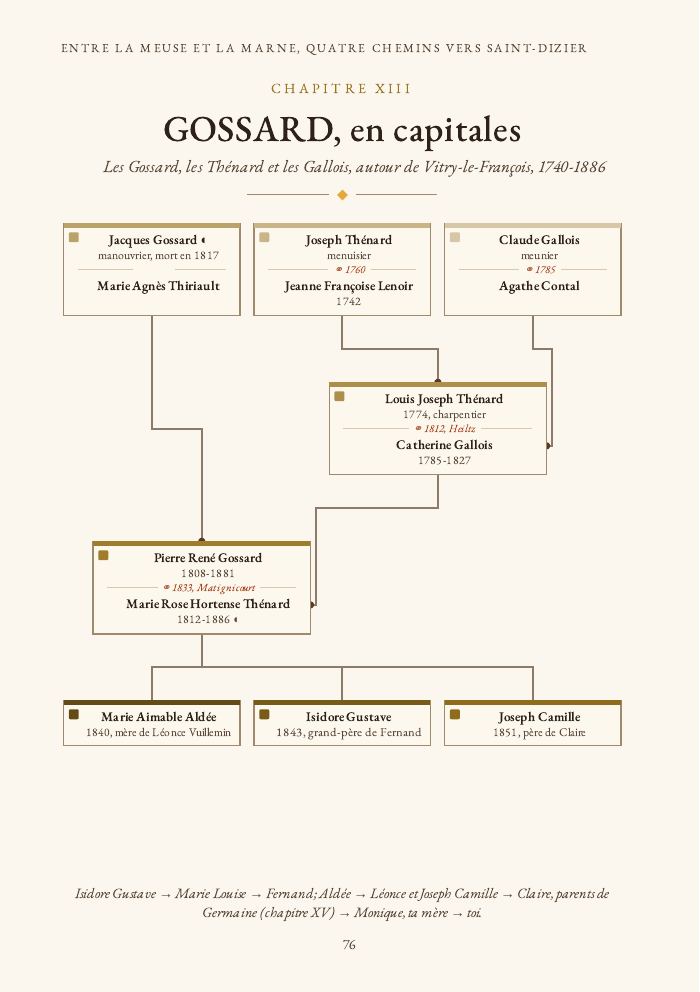 ENTRE LA MEUSE ET LA MARNE, QUATRE CHEMINS VERS SAINT-DIZIER
CHAPITRE XIII
GOSSARD, en capitales
Les Gossard, les Thénard et les Gallois, autour de Vitry-le-François, 1740-1886
Jacques Gossard
manouvrier, mort en 1817
Marie Agnès Thiriault
Joseph Thénard
menuisier
⚭ 1760
Jeanne Françoise Lenoir
1742
Claude Gallois
meunier
⚭ 1785
Agathe Contal
Louis Joseph Thénard
1774, charpentier
⚭ 1812, Heiltz
Catherine Gallois
1785-1827
Pierre René Gossard
1808-1881
⚭ 1833, Matignicourt
Marie Rose Hortense Thénard
1812-1886
Marie Aimable Aldée
1840, mère de Léonce Vuillemin
Isidore Gustave
1843, grand-père de Fernand
Joseph Camille
1851, père de Claire
Isidore Gustave → Marie Louise → Fernand; Aldée → Léonce et Joseph Camille → Claire, parents de
Germaine (chapitre XV) → Monique, ta mère → toi.
76